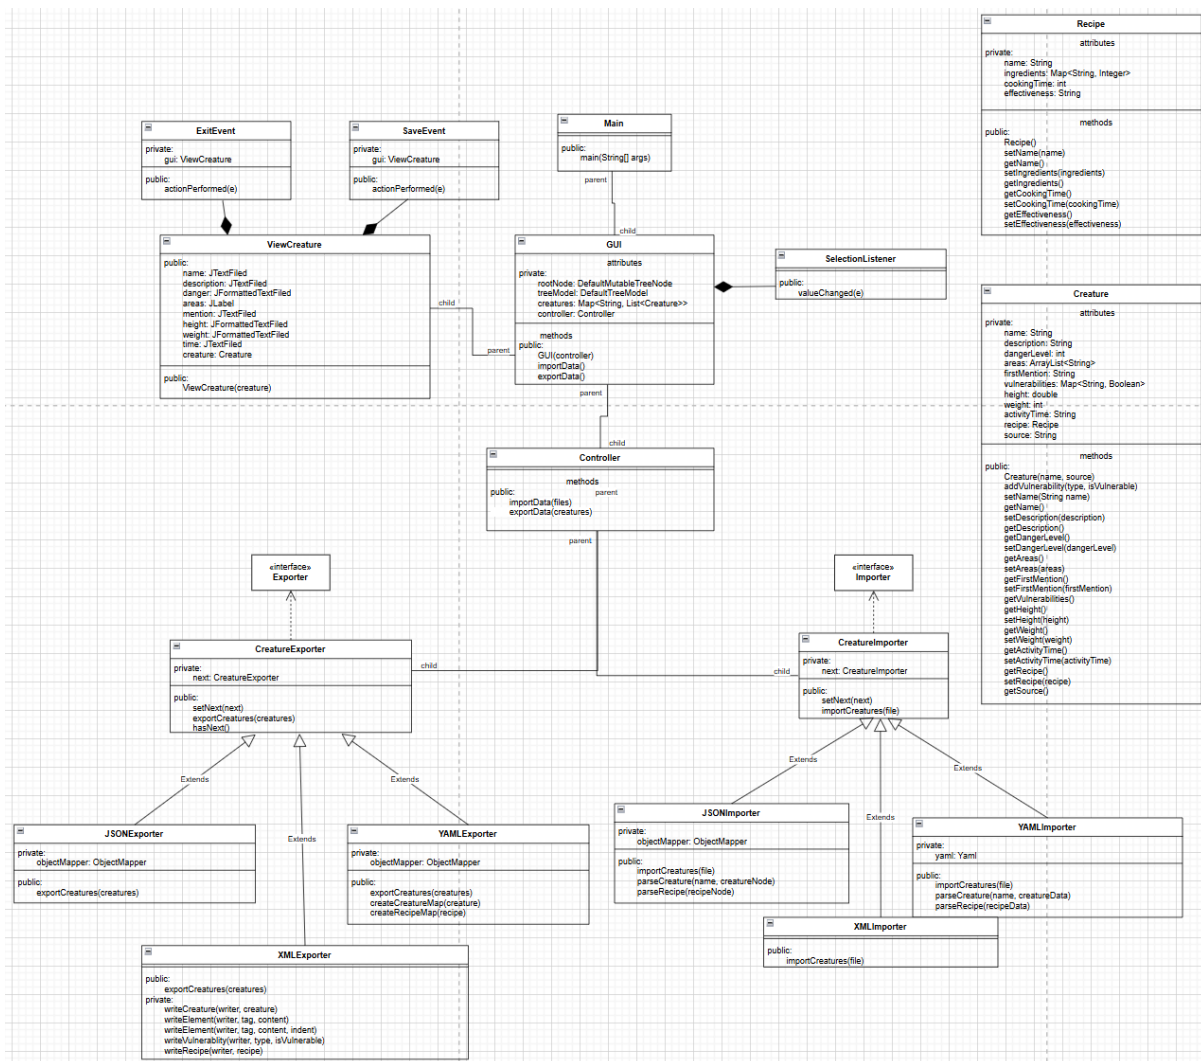 Recipe
attributes
private:
name: String
ingredients: Map<String, Integer>
cookingTime: int
effectiveness: String
methods
public:
Recipe()
setName(name)
getName()
setIngredients(ingredients)
getIngredients()
getCookingTime()
setCookingTime(cookingTime)
getEffectiveness()
setEffectiveness(effectiveness)
ExitEvent
private:
gui: ViewCreature
public:
actionPerformed(e)
SaveEvent
private:
gui: ViewCreature
public:
actionPerformed(e)
Main
public:
main(String[] args)
parent
child
ViewCreature
public:
name: JTextFiled
description: JTextFiled
danger: JFormattedTextFiled
areas: JLabel
mention: JTextFiled
height: JFormattedTextFiled
weight: JFormattedTextFiled
time: JTextFiled
creature: Creature
public:
ViewCreature(creature)
child
parent
GUI
attributes
private:
rootNode: DefaultMutableTreeNode
treeModel: DefaultTreeModel
creatures: Map<String, List<Creature>>
controller: Controller
methods
public:
GUI(controller)
importData()
exportData()
SelectionListener
public:
valueChanged(e)
parent
child
Creature
attributes
private:
name: String
description: String
dangerLevel: int
areas: ArrayList<String>
firstMention: String
vulnerabilities: Map<String, Boolean>
height: double
weight: int
activityTime: String
recipe: Recipe
source: String
methods
public:
Creature(name, source)
addVulnerability(type, isVulnerable)
setName(String name)
getName()
setDescription(description)
getDescription()
getDangerLevel()
setDangerLevel(dangerLevel)
getAreas()
setAreas(areas)
getFirstMention()
setFirstMention(firstMention)
getVulnerabilities()
getHeight()
setHeight(height)
getWeight()
setWeight(weight)
getActivityTime()
setActivityTime(activityTime)
getRecipe()
setRecipe(recipe)
getSource()
Controller
methods
public:
importData(files)
parent
exportData(creatures)
parent
«interface»
Exporter
«interface»
Importer
CreatureExporter
private:
next: CreatureExporter
public:
setNext(next)
exportCreatures(creatures)
hasNext()
child
child
CreatureImporter
private:
next: CreatureImporter
public:
setNext(next)
importCreatures(file)
Extends
Extends
Extends
Extends
Extends
Extends
JSONExporter
private:
objectMapper: ObjectMapper
public:
exportCreatures(creatures)
YAMLExporter
private:
objectMapper: ObjectMapper
public:
exportCreatures(creatures)
createCreatureMap(creature)
createRecipeMap(recipe)
JSONImporter
private:
objectMapper: ObjectMapper
public:
importCreatures(file)
parseCreature(name, creatureNode)
parseRecipe(recipeNode)
YAMLImporter
private:
yaml: Yaml
public:
importCreatures(file)
parseCreature(name, creatureData)
parseRecipe(recipeData)
XMLImporter
public:
importCreatures(file)
XMLExporter
public:
exportCreatures(creatures)
private:
writeCreature(writer, creature)
writeElement(writer, tag, content)
writeElement(writer, tag, content, indent)
writeVulnerablity(writer, type, isVulnerable)
writeRecipe(writer, recipe)